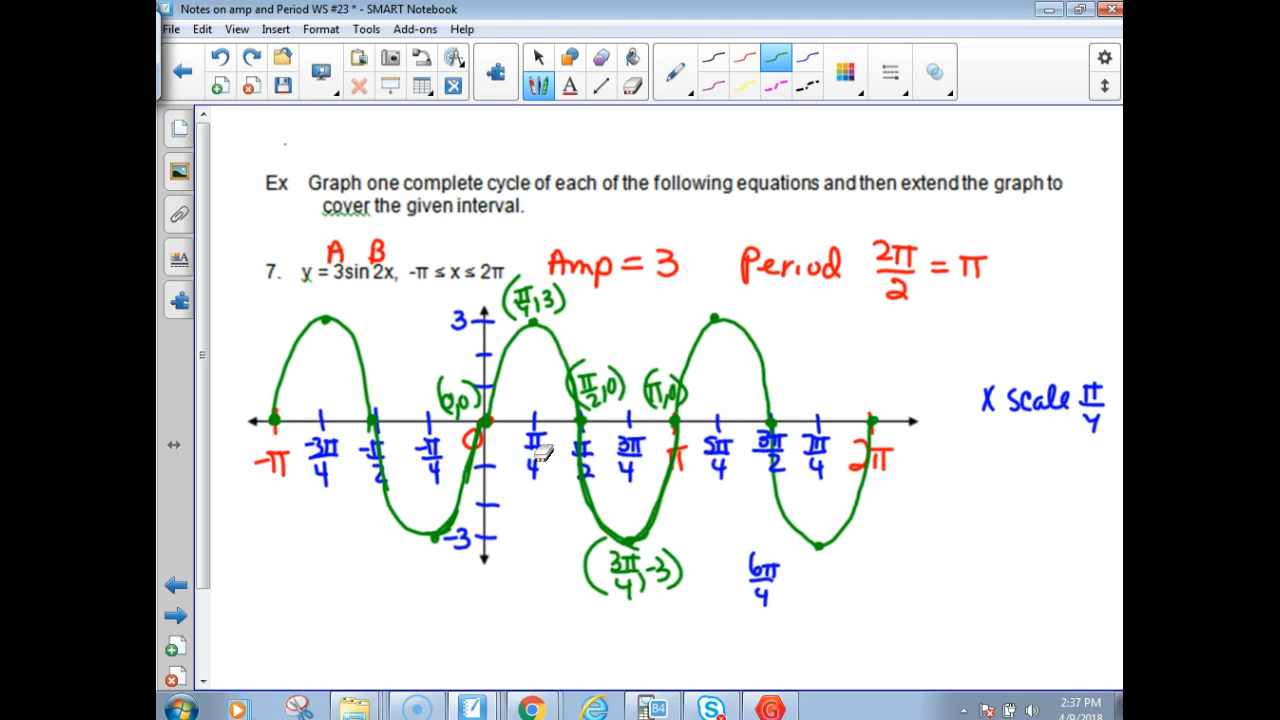 Notes on amp and Period WS #23 * - SMART Notebook
File Edit View Insert Format Tools Add-ons Help
Ex Graph one complete cycle of each of the following equations and then extend the graph to
cover the given interval.
A B
7. y = 3sin 2x, -π ≤ x ≤ 2π
Amp = 3
Period 2π/2 = π
(π/4, 3)
3
(0,0)
(π/2, 0)
(π, 0)
X scale π/4
-π -3π/4 -π/2 -π/4 0 π/4 π/2 3π/4 π 5π/4 3π/2 7π/4 2π
-3
(3π/4, -3)
6π/4
84
2:37 PM
4/9/2018